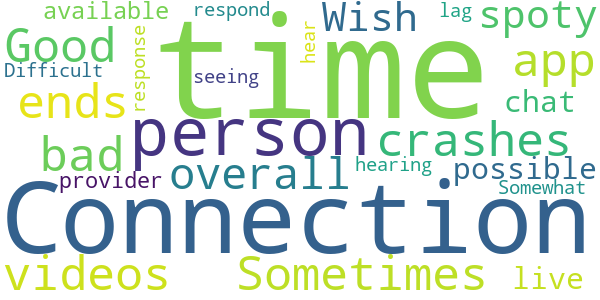 available respond Wish lag spoty
Good time hear app
Difficult response seeing
ends chat
bad person crashes
provider overall hearing possible
Connection Somewhat
videos Sometimes live